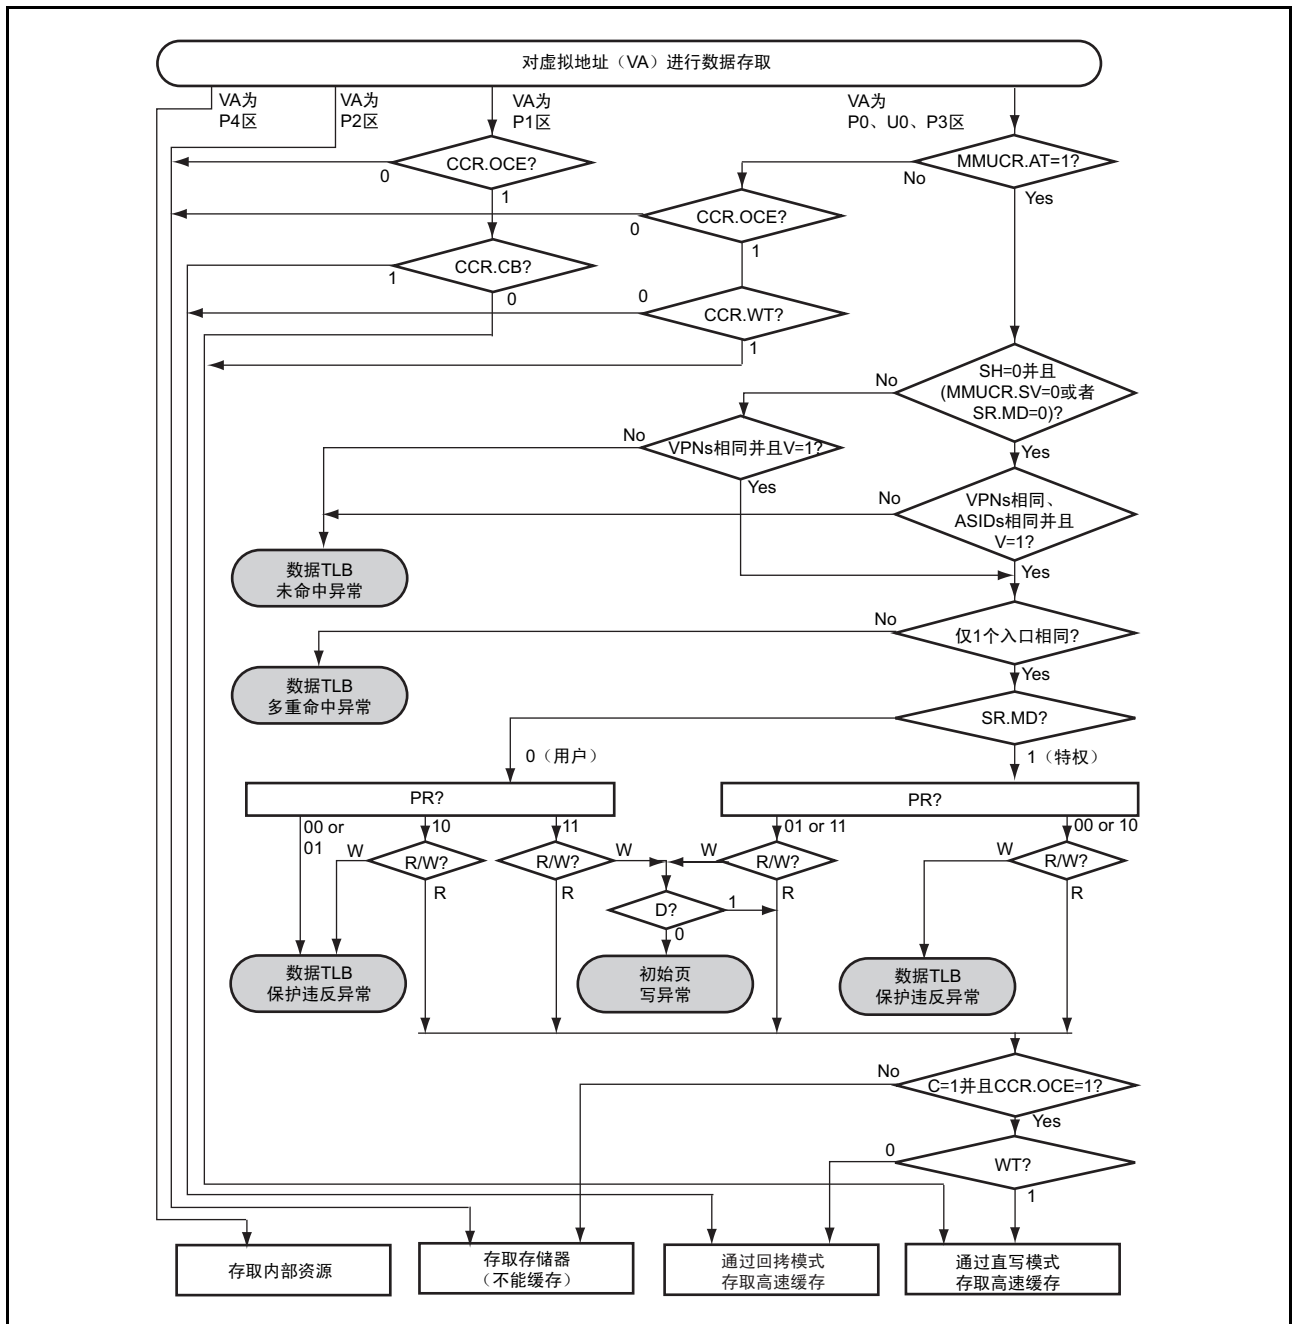 对虚拟地址（VA）进行数据存取
VA为
P4区
VA为
P2区
VA为
P1区
VA为
P0、U0、P3区
CCR.OCE?
0
1
MMUCR.AT=1?
No
Yes
CCR.OCE?
0
1
CCR.CB?
1
0
CCR.WT?
0
1
SH=0并且
(MMUCR.SV=0或者
SR.MD=0)?
No
Yes
VPNs相同并且V=1?
No
Yes
VPNs相同、
ASIDs相同并且
V=1?
No
Yes
数据TLB
未命中异常
仅1个入口相同?
No
Yes
数据TLB
多重命中异常
SR.MD?
0（用户）
1（特权）
PR?
PR?
00 or
01
10
11
01 or 11
00 or 10
R/W?
W
R
R/W?
W
R
R/W?
W
R
R/W?
W
R
D?
1
0
数据TLB
保护违反异常
初始页
写异常
数据TLB
保护违反异常
C=1并且CCR.OCE=1?
No
Yes
WT?
0
1
存取内部资源
存取存储器
（不能缓存）
通过回拷模式
存取高速缓存
通过直写模式
存取高速缓存